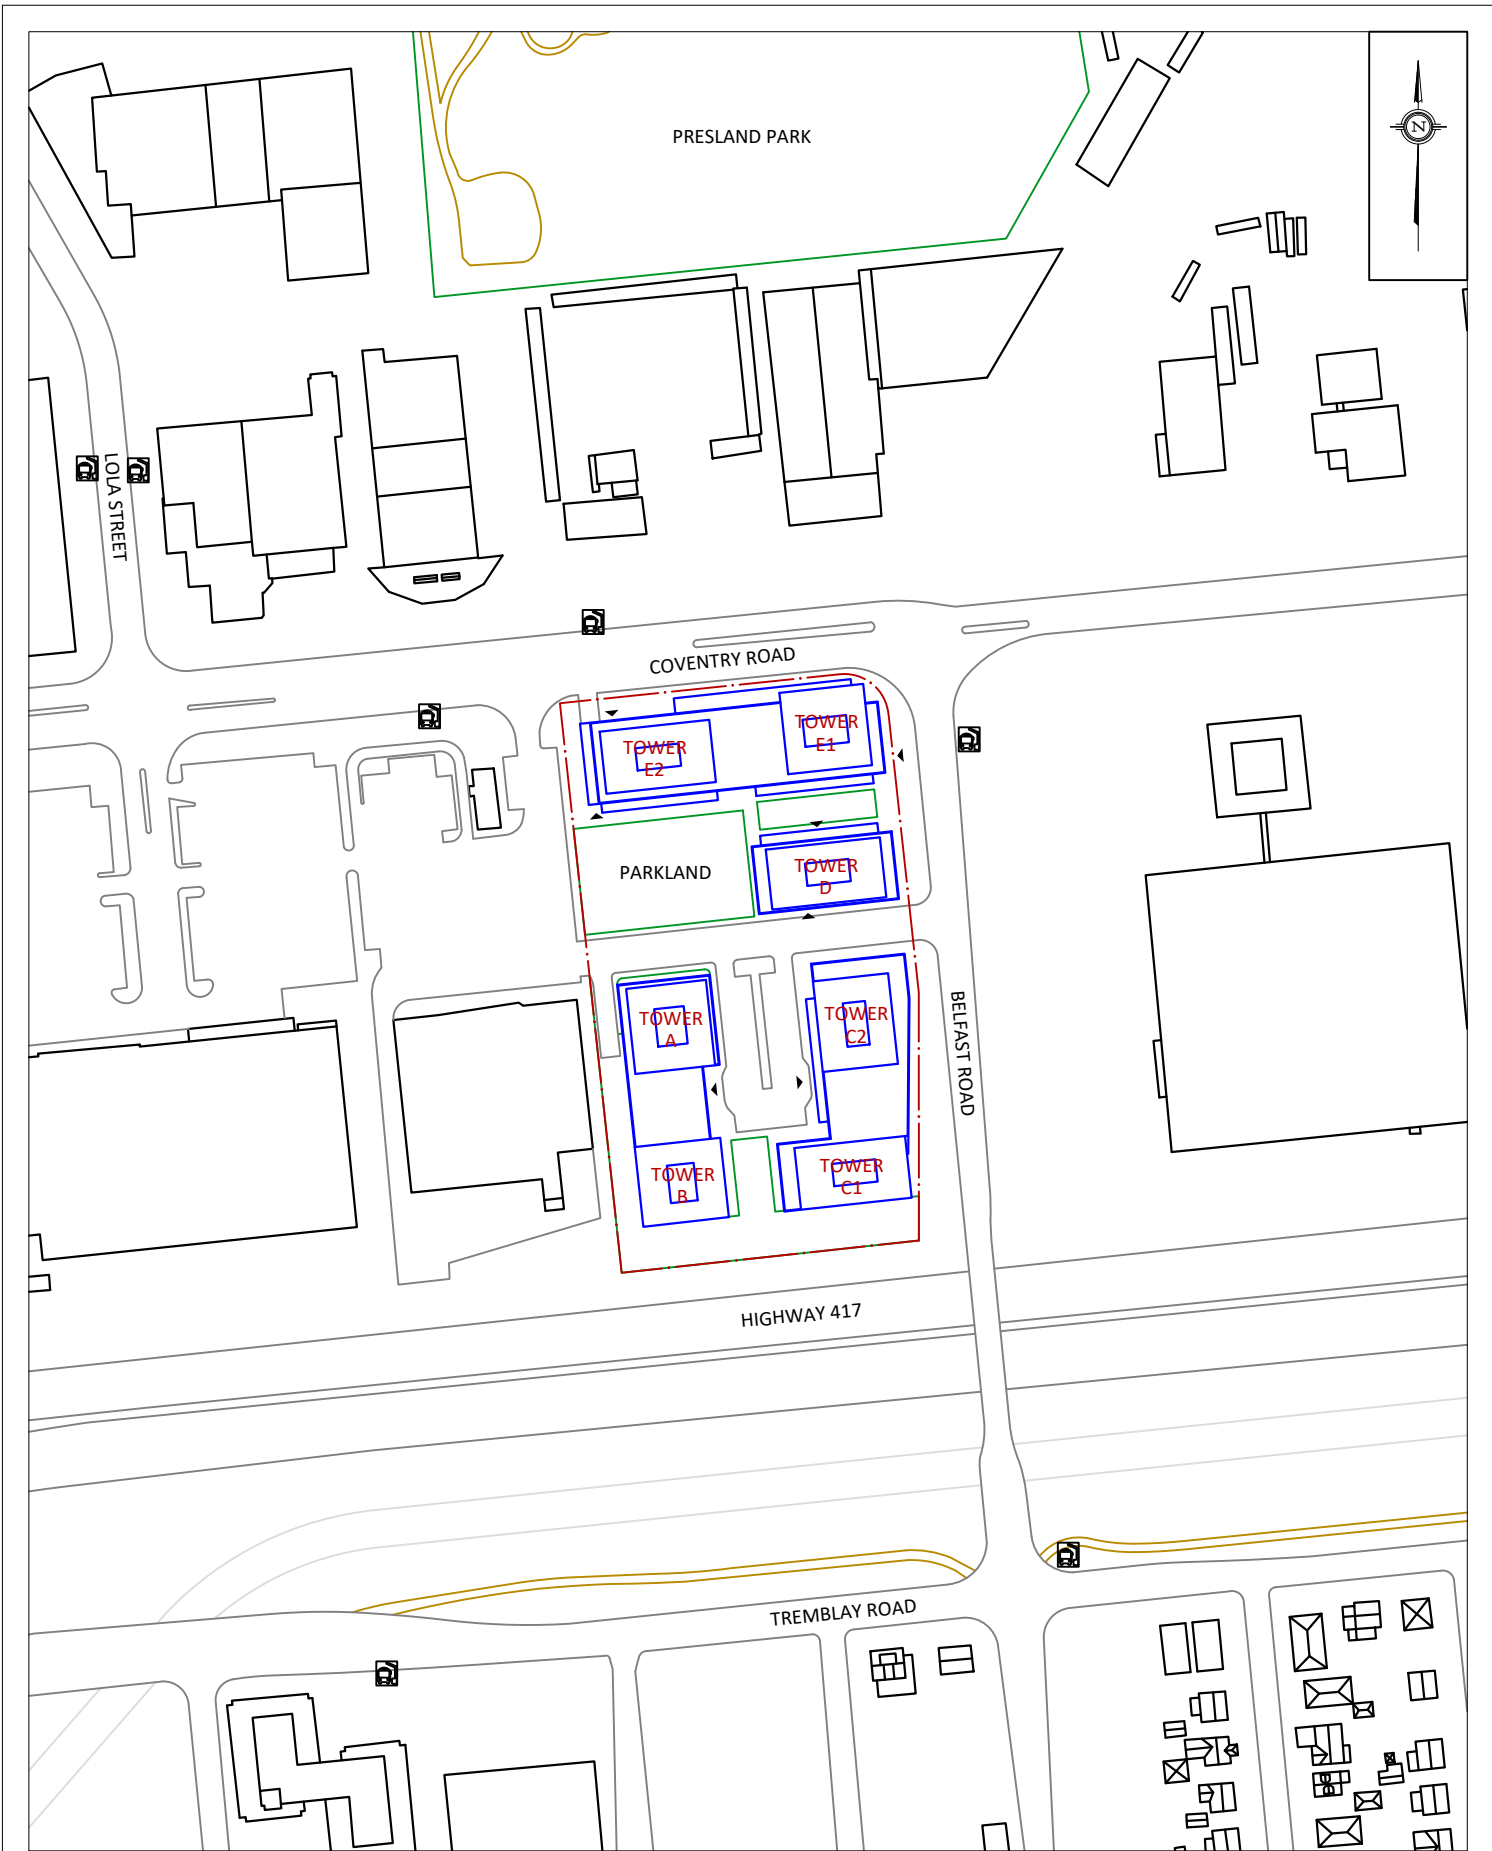 PRESLAND PARK
N
LOLA STREET
COVENTRY ROAD
TOWER
E1
TOWER
E2
PARKLAND
TOWER
D
TOWER
A
TOWER
C2
BELFAST ROAD
TOWER
B
TOWER
C1
HIGHWAY 417
TREMBLAY ROAD